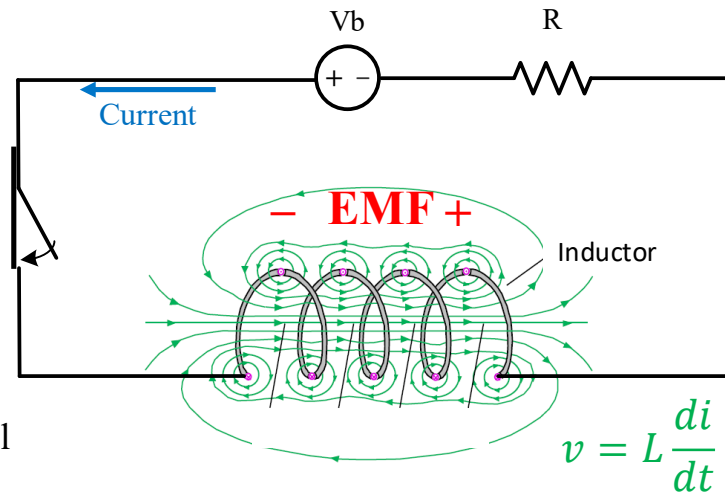 Vb
R
+ −
Current
− EMF +
Inductor
l
v = L di/dt